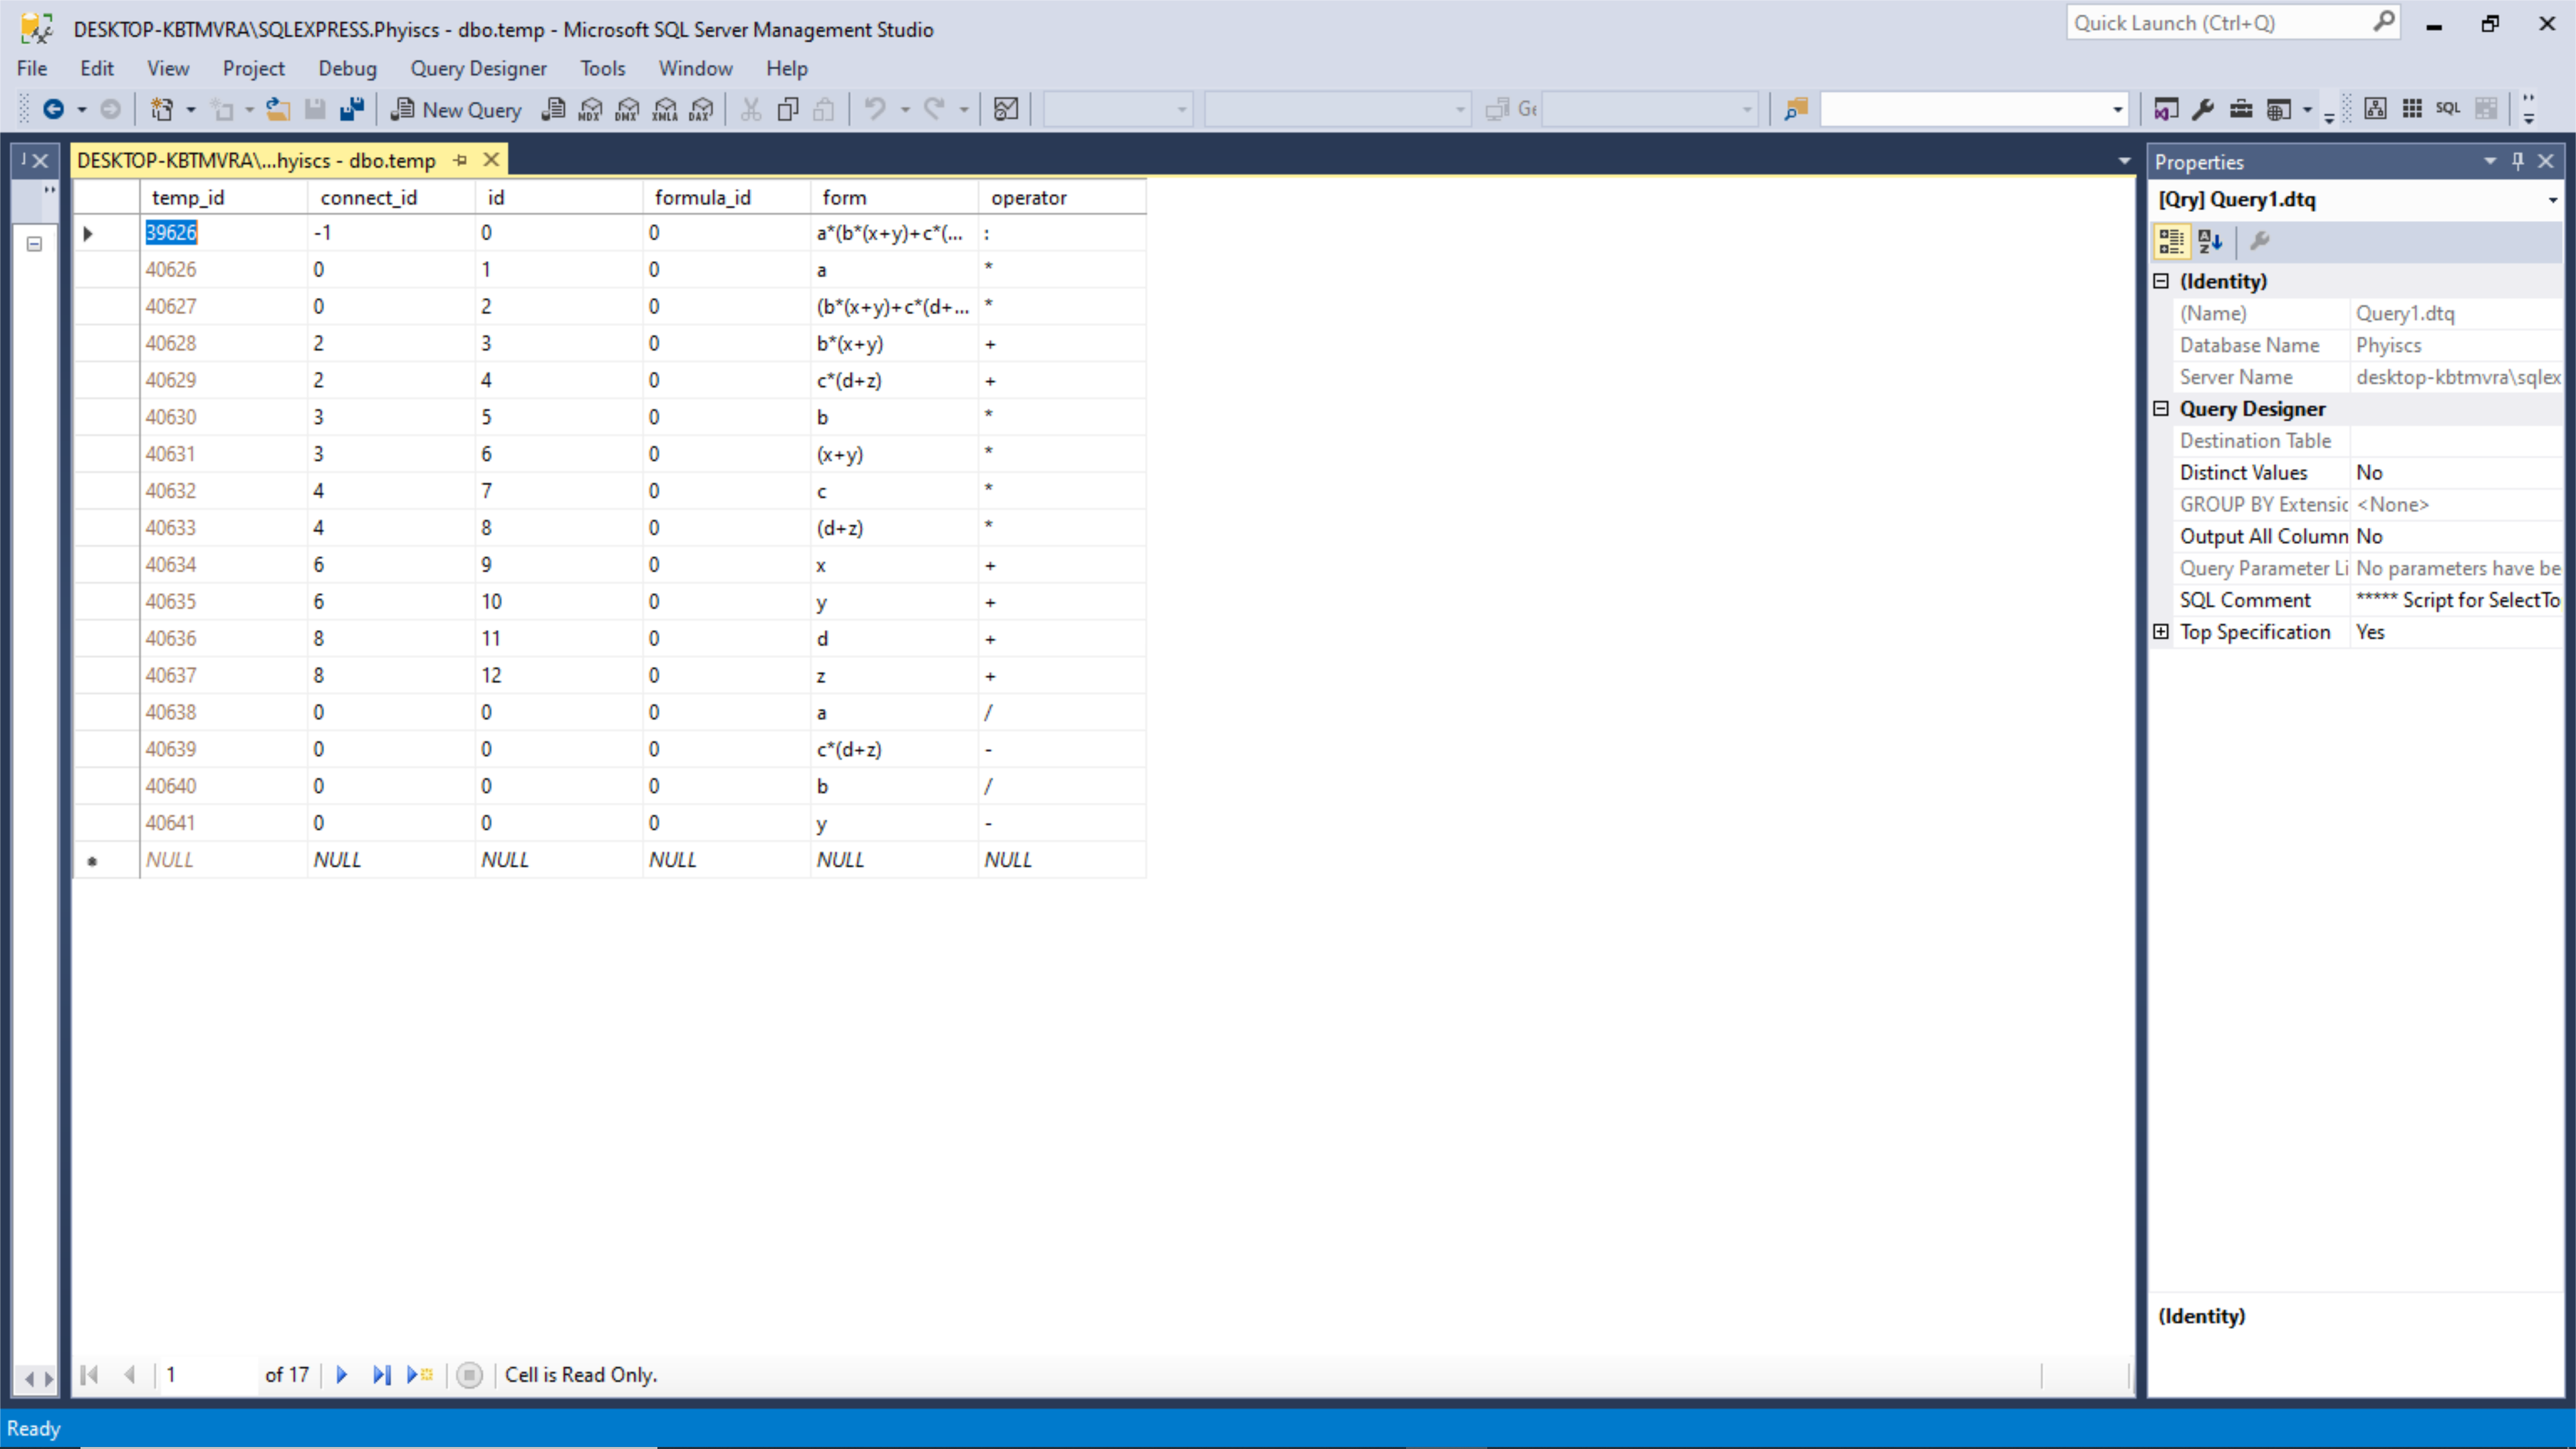 DESKTOP-KBTMVRA\SQLEXPRESS.Phyiscs - dbo.temp - Microsoft SQL Server Management Studio
Quick Launch (Ctrl+Q)
File Edit View Project Debug Query Designer Tools Window Help
New Query MDX DMX XMLA DAX Ge SQL
DESKTOP-KBTMVRA\...hyiscs - dbo.temp
temp_id connect_id id formula_id form operator
39626 -1 0 0 a*(b*(x+y)+c*(... :
40626 0 1 0 a *
40627 0 2 0 (b*(x+y)+c*(d+... *
40628 2 3 0 b*(x+y) +
40629 2 4 0 c*(d+z) +
40630 3 5 0 b *
40631 3 6 0 (x+y) *
40632 4 7 0 c *
40633 4 8 0 (d+z) *
40634 6 9 0 x +
40635 6 10 0 y +
40636 8 11 0 d +
40637 8 12 0 z +
40638 0 0 0 a /
40639 0 0 0 c*(d+z) -
40640 0 0 0 b /
40641 0 0 0 y -
NULL NULL NULL NULL NULL NULL
1 of 17 Cell is Read Only.
Properties
[Qry] Query1.dtq
(Identity)
(Name) Query1.dtq
Database Name Phyiscs
Server Name desktop-kbtmvra\sqlex
Query Designer
Destination Table
Distinct Values No
GROUP BY Extensic <None>
Output All Column No
Query Parameter Li No parameters have be
SQL Comment ***** Script for SelectTo
Top Specification Yes
(Identity)
Ready